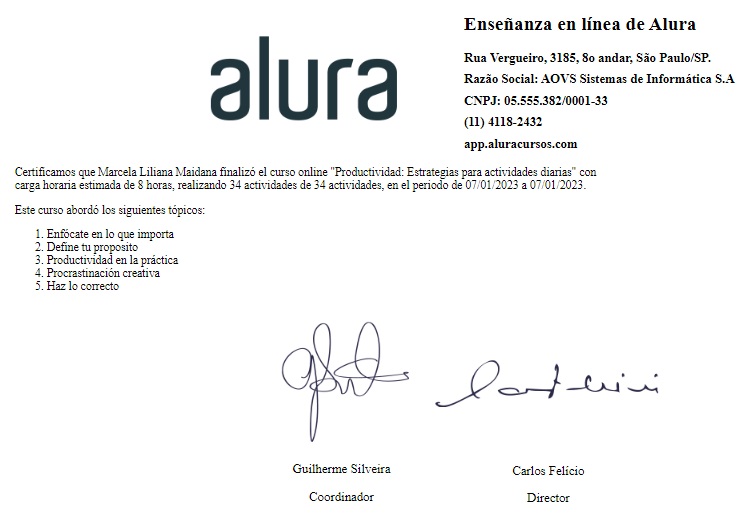 alura
Enseñanza en línea de Alura
Rua Vergueiro, 3185, 8o andar, São Paulo/SP.
Razão Social: AOVS Sistemas de Informática S.A
CNPJ: 05.555.382/0001-33
(11) 4118-2432
app.aluracursos.com
Certificamos que Marcela Liliana Maidana finalizó el curso online "Productividad: Estrategias para actividades diarias" con
carga horaria estimada de 8 horas, realizando 34 actividades de 34 actividades, en el periodo de 07/01/2023 a 07/01/2023.
Este curso abordó los siguientes tópicos:
1. Enfócate en lo que importa
2. Define tu proposito
3. Productividad en la práctica
4. Procrastinación creativa
5. Haz lo correcto
Guilherme Silveira
Carlos Felício
Coordinador
Director